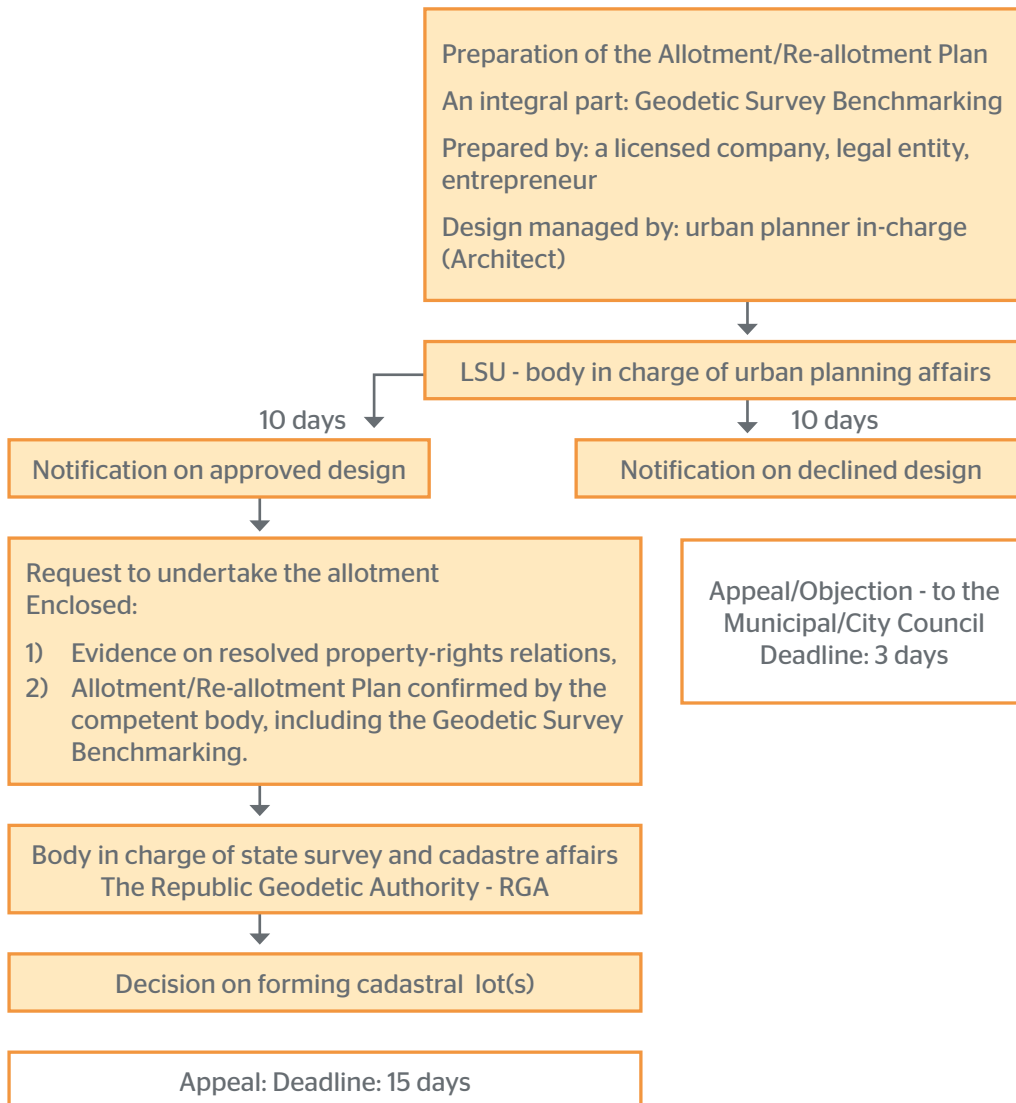 Preparation of the Allotment/Re-allotment Plan
An integral part: Geodetic Survey Benchmarking
Prepared by: a licensed company, legal entity,
entrepreneur
Design managed by: urban planner in-charge
(Architect)
LSU - body in charge of urban planning affairs
10 days
10 days
Notification on approved design
Notification on declined design
Request to undertake the allotment
Enclosed:
1) Evidence on resolved property-rights relations,
2) Allotment/Re-allotment Plan confirmed by the
competent body, including the Geodetic Survey
Benchmarking.
Appeal/Objection - to the
Municipal/City Council
Deadline: 3 days
Body in charge of state survey and cadastre affairs
The Republic Geodetic Authority - RGA
Decision on forming cadastral lot(s)
Appeal: Deadline: 15 days